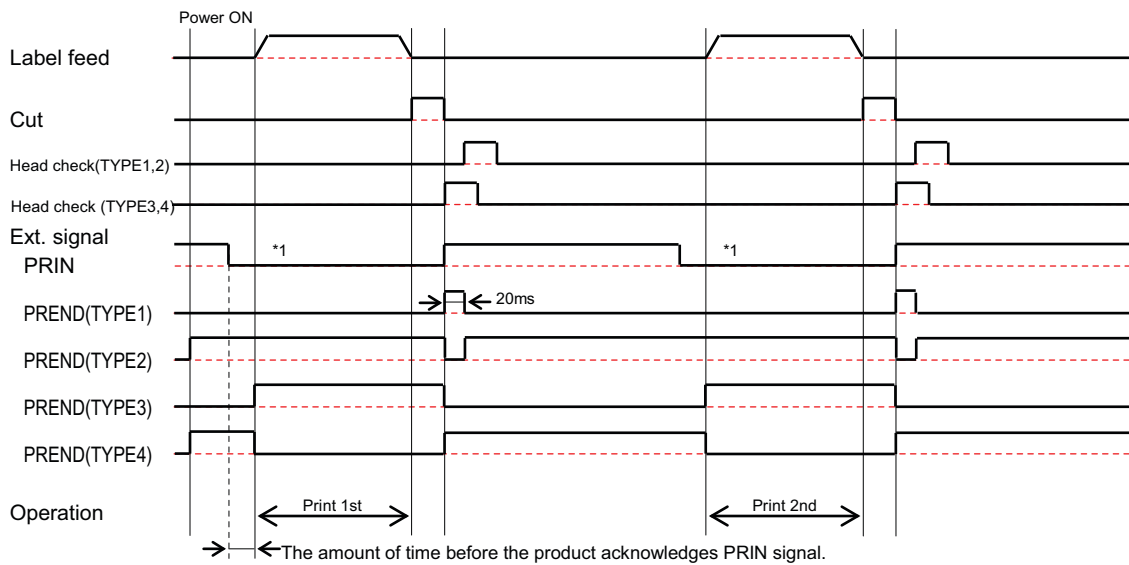 Power ON
Label feed
Cut
Head check(TYPE1,2)
Head check (TYPE3,4)
Ext. signal
PRIN
*1
*1
PREND(TYPE1)
20ms
PREND(TYPE2)
PREND(TYPE3)
PREND(TYPE4)
Operation
Print 1st
Print 2nd
The amount of time before the product acknowledges PRIN signal.